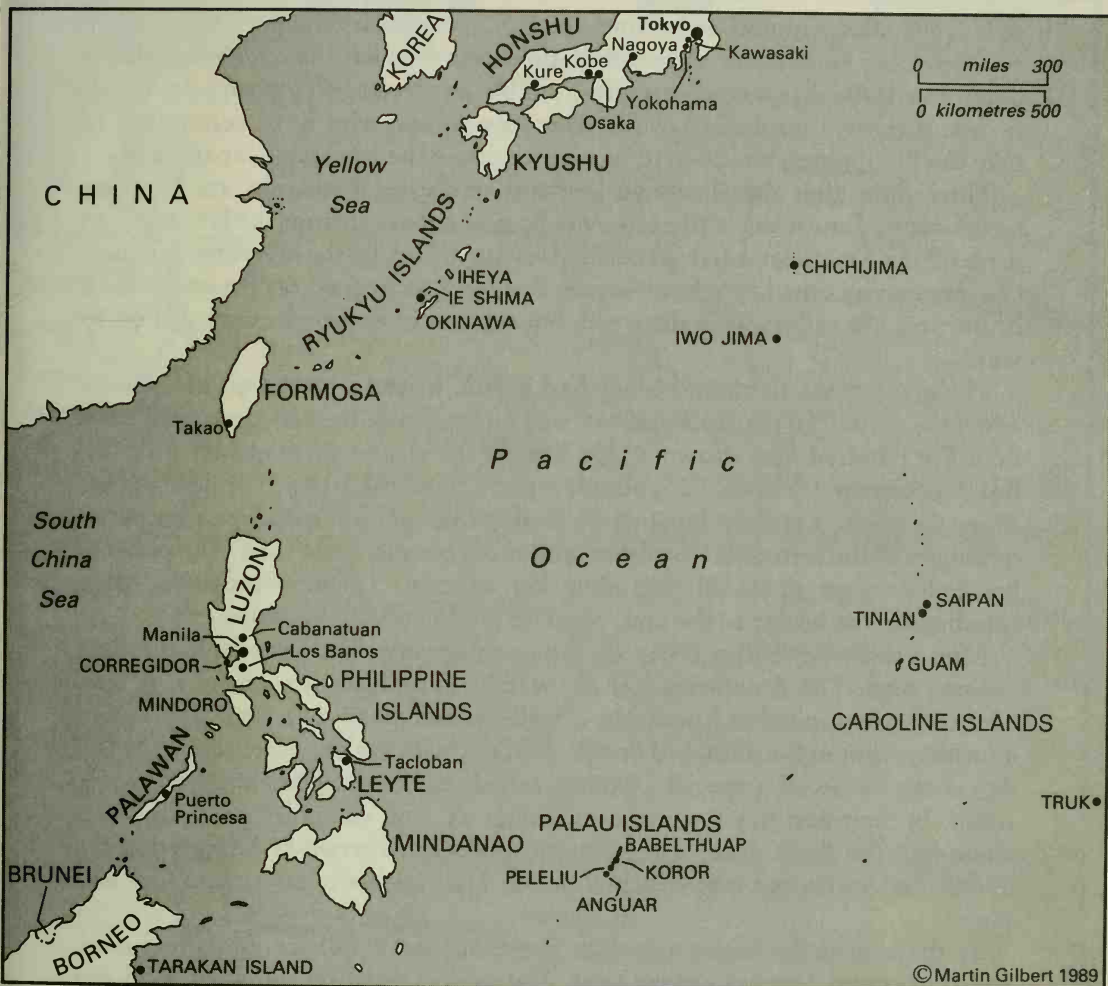 KOREA
HONSHU
Tokyo
Nagoya
Kawasaki
Kobe
Kure
Yokohama
Osaka
0 miles 300
0 kilometres 500
KYUSHU
Yellow
Sea
CHINA
RYUKYU ISLANDS
IHEYA
IE SHIMA
OKINAWA
CHICHIJIMA
IWO JIMA
FORMOSA
Takao
Pacific
Ocean
South
China
Sea
LUZON
Manila
Cabanatuan
CORREGIDOR
Los Banos
MINDORO
PHILIPPINE
ISLANDS
SAIPAN
TINIAN
GUAM
CAROLINE ISLANDS
PALAWAN
Puerto
Princesa
Tacloban
LEYTE
TRUK
MINDANAO
PALAU ISLANDS
BABELTHUAP
PELELIU
KOROR
ANGUAR
BRUNEI
BORNEO
TARAKAN ISLAND
©Martin Gilbert 1989